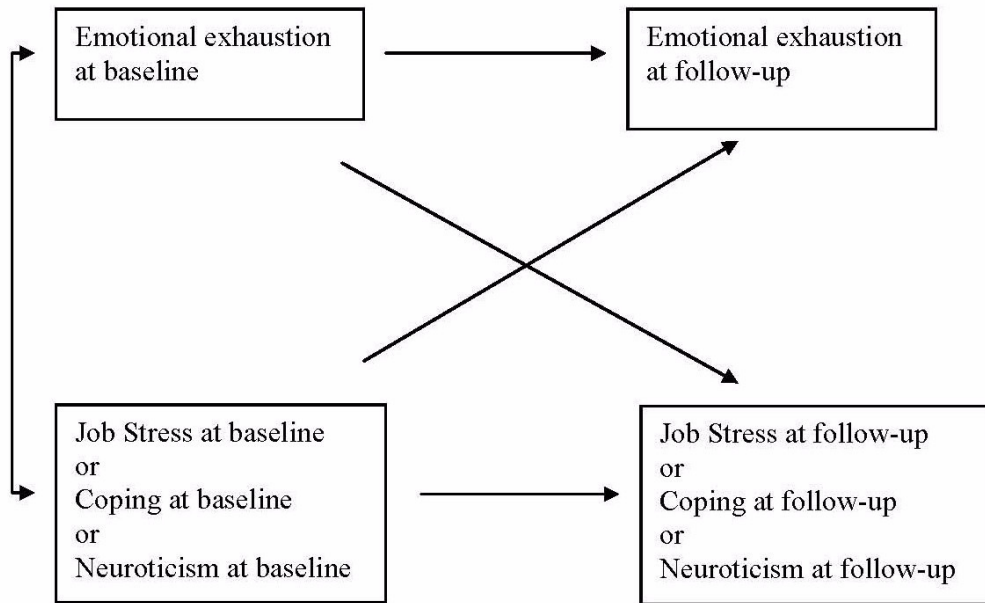 Emotional exhaustion
at baseline
Emotional exhaustion
at follow-up
Job Stress at baseline
or
Coping at baseline
or
Neuroticism at baseline
Job Stress at follow-up
or
Coping at follow-up
or
Neuroticism at follow-up